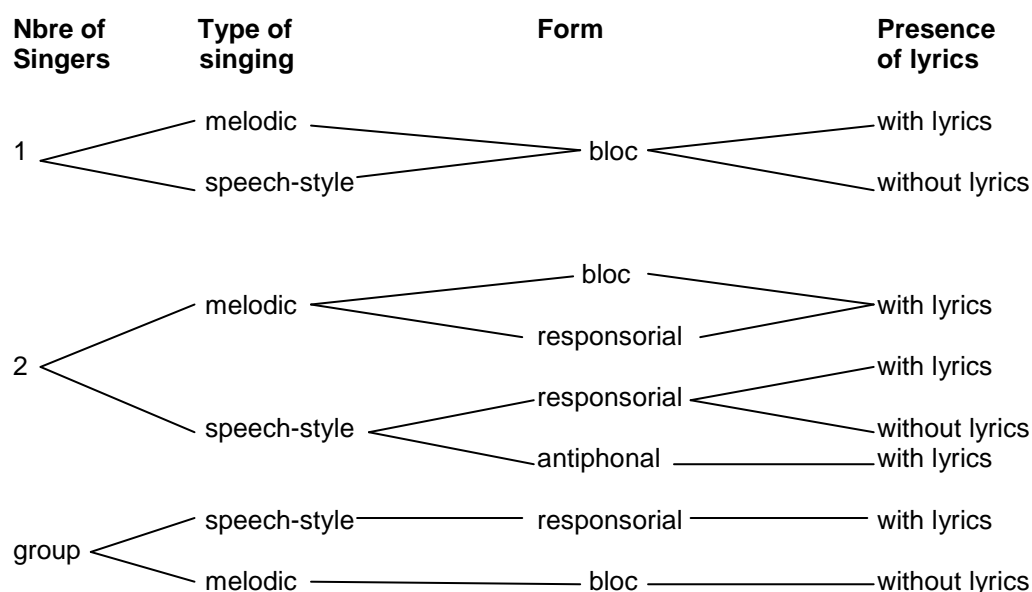 Nbre of Singers Type of singing Form Presence of lyrics
melodic with lyrics
1 bloc
speech-style without lyrics
bloc
melodic with lyrics
responsorial
2 with lyrics
responsorial
speech-style without lyrics
antiphonal with lyrics
speech-style responsorial with lyrics
group
melodic bloc without lyrics